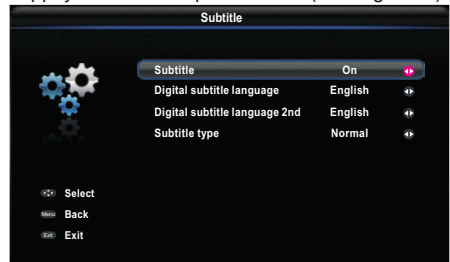 Subtitle
Subtitle On
Digital subtitle language English
Digital subtitle language 2nd English
Subtitle type Normal
Select
Menu Back
Exit Exit